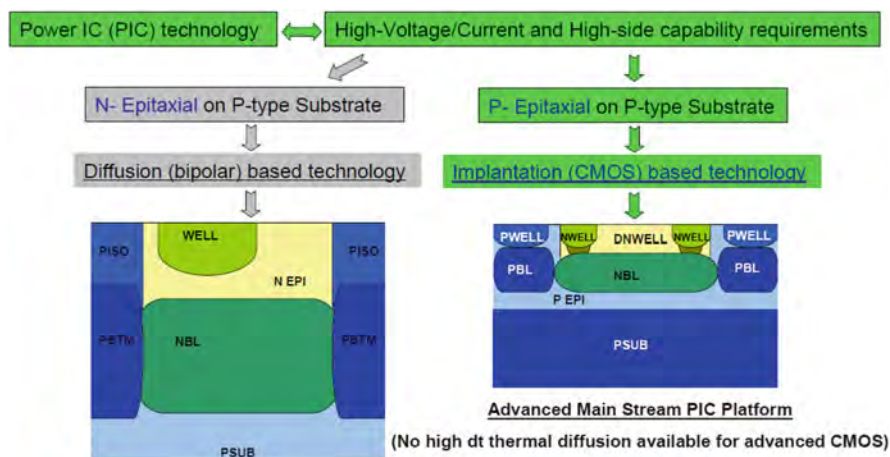 Power IC (PIC) technology
High-Voltage/Current and High-side capability requirements
N- Epitaxial on P-type Substrate
P- Epitaxial on P-type Substrate
Diffusion (bipolar) based technology
Implantation (CMOS) based technology
PISO
WELL
PISO
N EPI
PBTM
NBL
PBTM
PSUB
PWELL
NWELL
DNWELL
NWELL
PWELL
PBL
NBL
PBL
P EPI
PSUB
Advanced Main Stream PIC Platform
(No high dt thermal diffusion available for advanced CMOS)